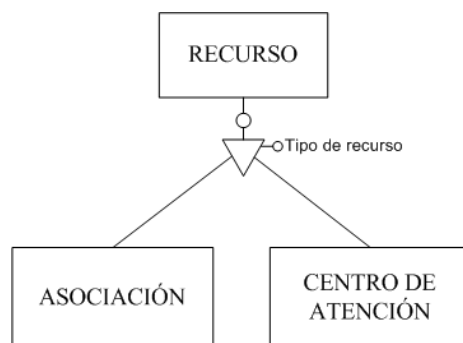 RECURSO
Tipo de recurso
ASOCIACIÓN
CENTRO DE
ATENCIÓN